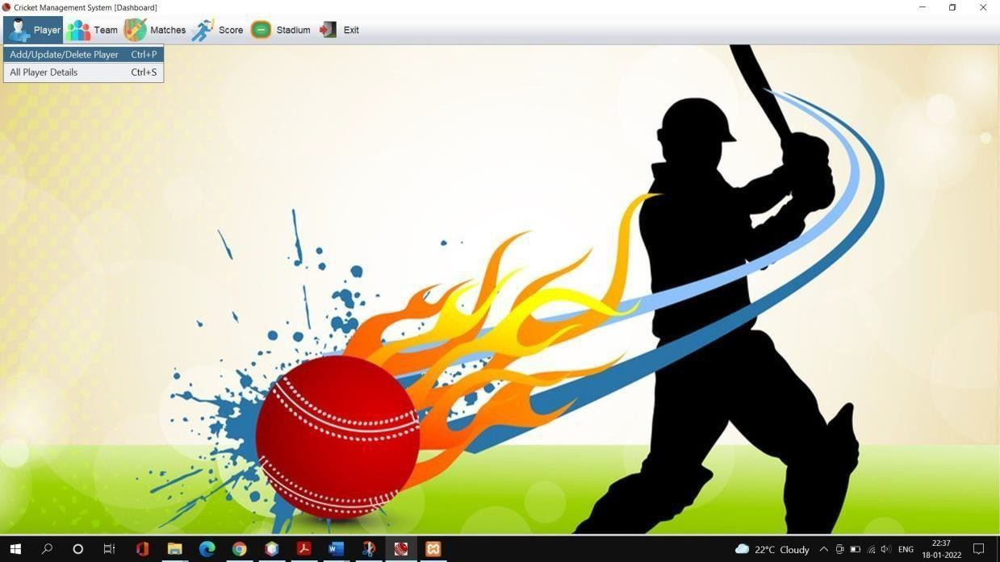 Cricket Management System [Dashboard]
Player Team Matches Score Stadium Exit
Add/Update/Delete Player Ctrl+P
All Player Details Ctrl+S
22°C Cloudy ENG 22:37
18-01-2022